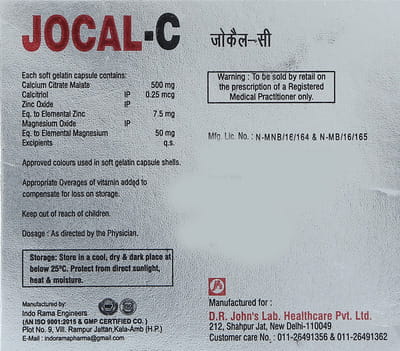 JOCAL-C
जोकैल-सी
Each soft gelatin capsule contains:
Calcium Citrate Malate 500 mg
Calcitriol IP 0.25 mcg
Zinc Oxide IP
Eq. to Elemental Zinc 7.5 mg
Magnesium Oxide IP
Eq. to Elemental Magnesium 50 mg
Excipients q.s.
Approved colours used in soft gelatin capsule shells.
Appropriate Overages of vitamin added to
compensate for loss on storage.
Keep out of reach of children.
Dosage : As directed by the Physician.
Storage: Store in a cool, dry & dark place at
below 25ºC. Protect from direct sunlight,
heat & moisture.
Manufactured by:
Indo Rama Engineers
(AN ISO 9001:2015 & GMP CERTIFIED CO. )
Plot No. 9, Vill. Rampur Jattan,Kala-Amb (H.P.)
E-Mail : indoramapharma@gmail.com
Warning : To be sold by retail on
the prescription of a Registered
Medical Practitioner only.
Mfg. Lic. No. : N-MNB/16/164 & N-MB/16/165
Manufactured for :
D.R. John's Lab. Healthcare Pvt. Ltd.
212, Shahpur Jat, New Delhi-110049
Customer care No. : 011-26491356 & 011-26491362